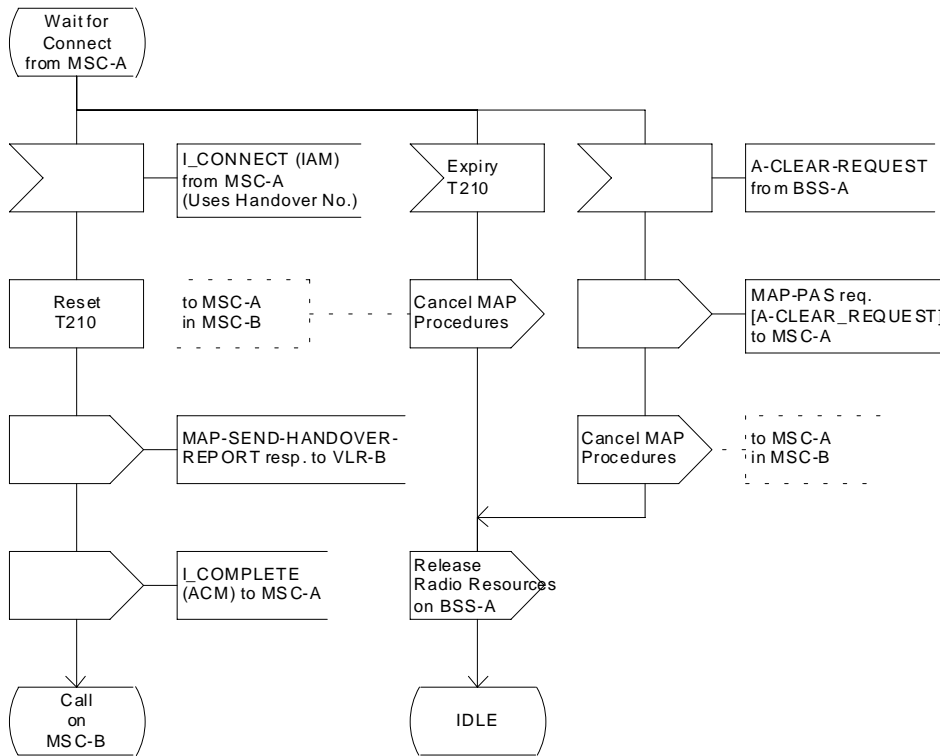 Wait for
Connect
from MSC-A
I_CONNECT (IAM)
from MSC-A
(Uses Handover No.)
Expiry
T210
A-CLEAR-REQUEST
from BSS-A
Reset
T210
to MSC-A
in MSC-B
Cancel MAP
Procedures
MAP-PAS req.
[A-CLEAR_REQUEST]
to MSC-A
MAP-SEND-HANDOVER-
REPORT resp. to VLR-B
Cancel MAP
Procedures
to MSC-A
in MSC-B
I_COMPLETE
(ACM) to MSC-A
Release
Radio Resources
on BSS-A
Call
on
MSC-B
IDLE